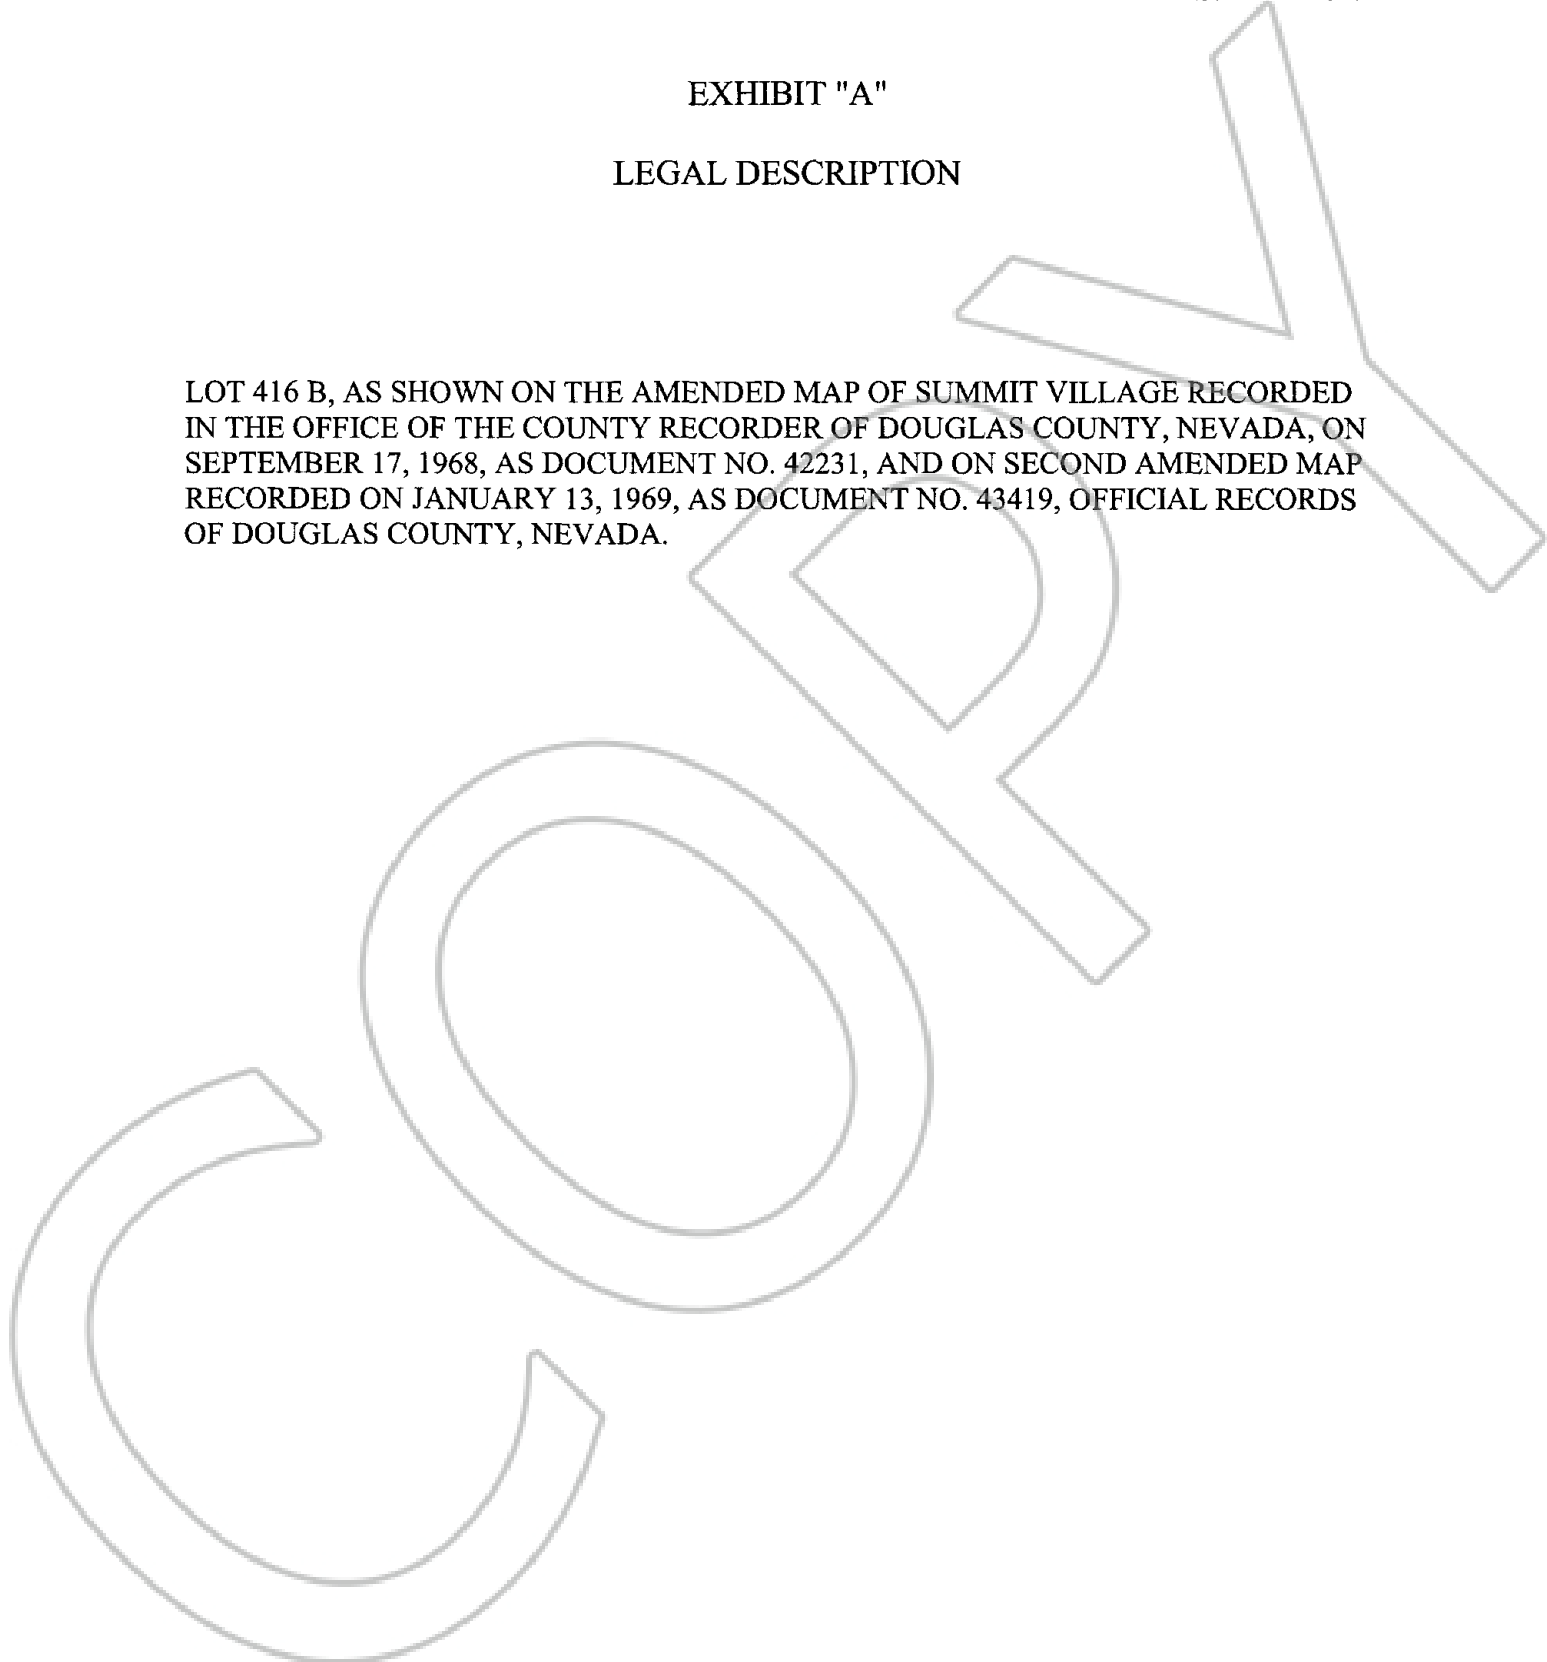 EXHIBIT "A"
LEGAL DESCRIPTION
LOT 416 B, AS SHOWN ON THE AMENDED MAP OF SUMMIT VILLAGE RECORDED
IN THE OFFICE OF THE COUNTY RECORDER OF DOUGLAS COUNTY, NEVADA, ON
SEPTEMBER 17, 1968, AS DOCUMENT NO. 42231, AND ON SECOND AMENDED MAP
RECORDED ON JANUARY 13, 1969, AS DOCUMENT NO. 43419, OFFICIAL RECORDS
OF DOUGLAS COUNTY, NEVADA.
COPY